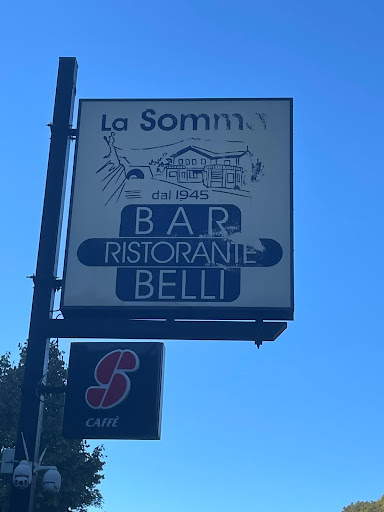 La Somma
dal 1945
BAR
RISTORANTE
BELLI
S
CAFFÈ